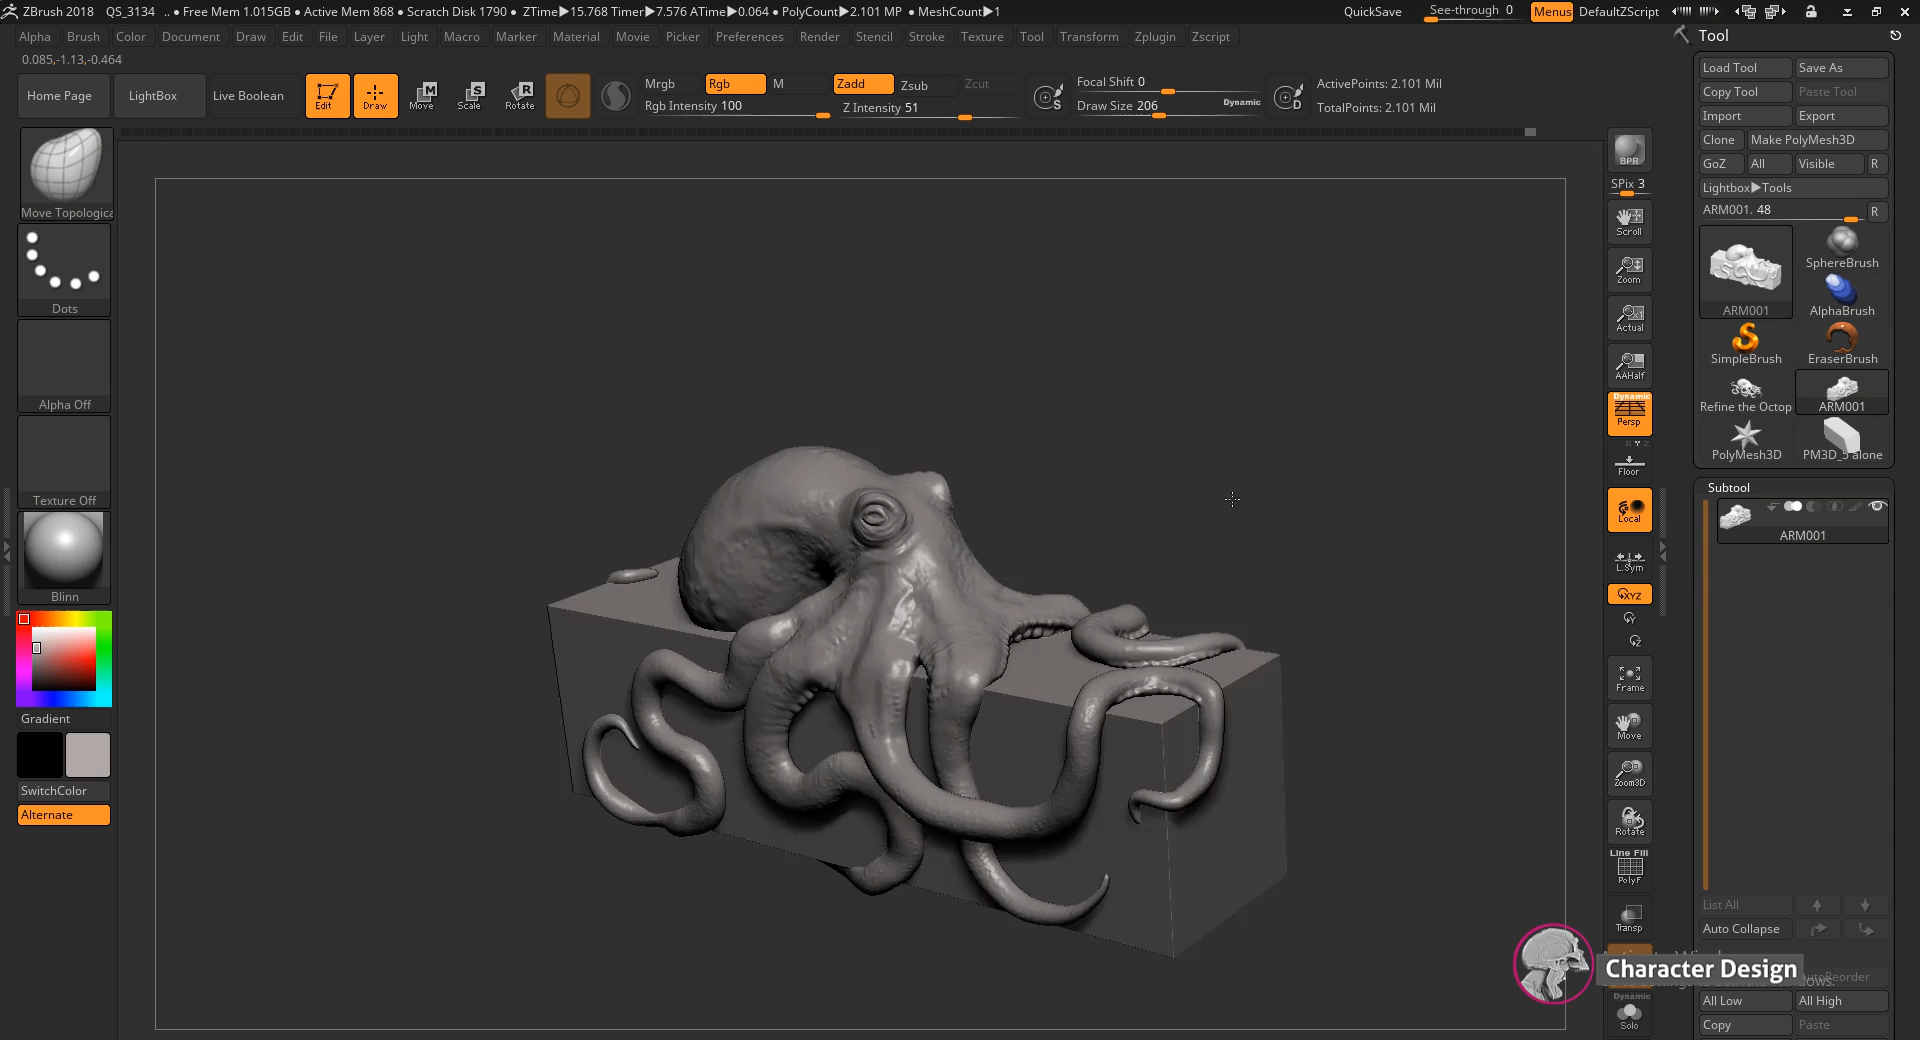 ZBrush 2018 QS_3134 .. ● Free Mem 1.015GB ● Active Mem 868 ● Scratch Disk 1790 ● ZTime▶15.768 Timer▶7.576 ATime▶0.064 ● PolyCount▶2.101 MP ● MeshCount▶1
QuickSave See-through 0 Menus DefaultZScript
Alpha Brush Color Document Draw Edit File Layer Light Macro Marker Material Movie Picker Preferences Render Stencil Stroke Texture Tool Transform Zplugin Zscript
0.085,-1.13,-0.464
Home Page LightBox Live Boolean Edit Draw Move Scale Rotate
Mrgb Rgb M Zadd Zsub Zcut
Rgb Intensity 100 Z Intensity 51
Focal Shift 0
Draw Size 206 Dynamic
ActivePoints: 2.101 Mil
TotalPoints: 2.101 Mil
Move Topologica
Dots
Alpha Off
Texture Off
Blinn
Gradient
SwitchColor
Alternate
BPR
SPix 3
Scroll
Zoom
Actual
AAHalf
Dynamic
Persp
Floor
Local
L.Sym
XYZ
Frame
Move
Zoom3D
Rotate
Line Fill
PolyF
Transp
Dynamic
Solo
Tool
Load Tool Save As
Copy Tool Paste Tool
Import Export
Clone Make PolyMesh3D
GoZ All Visible R
Lightbox▶Tools
ARM001. 48 R
ARM001 SphereBrush
AlphaBrush
SimpleBrush EraserBrush
Refine the Octop ARM001
PolyMesh3D PM3D_
alone
Subtool
ARM001
List All
Auto Collapse
AutoReorder
All Low All High
Copy Paste
Character Design